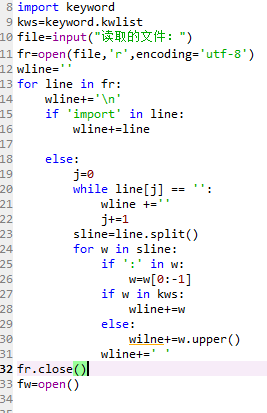 8 import keyword
9 kws=keyword.kwlist
10 file=input("读取的文件：")
11 fr=open(file,'r',encoding='utf-8')
12 wline=''
13 for line in fr:
14     wline+='\n'
15     if 'import' in line:
16         wline+=line
17
18     else:
19         j=0
20         while line[j] == '':
21             wline +=''
22             j+=1
23         sline=line.split()
24         for w in sline:
25             if ':' in w:
26                 w=w[0:-1]
27             if w in kws:
28                 wline+=w
29             else:
30                 wilne+=w.upper()
31             wline+=' '
32 fr.close()
33 fw=open()
34